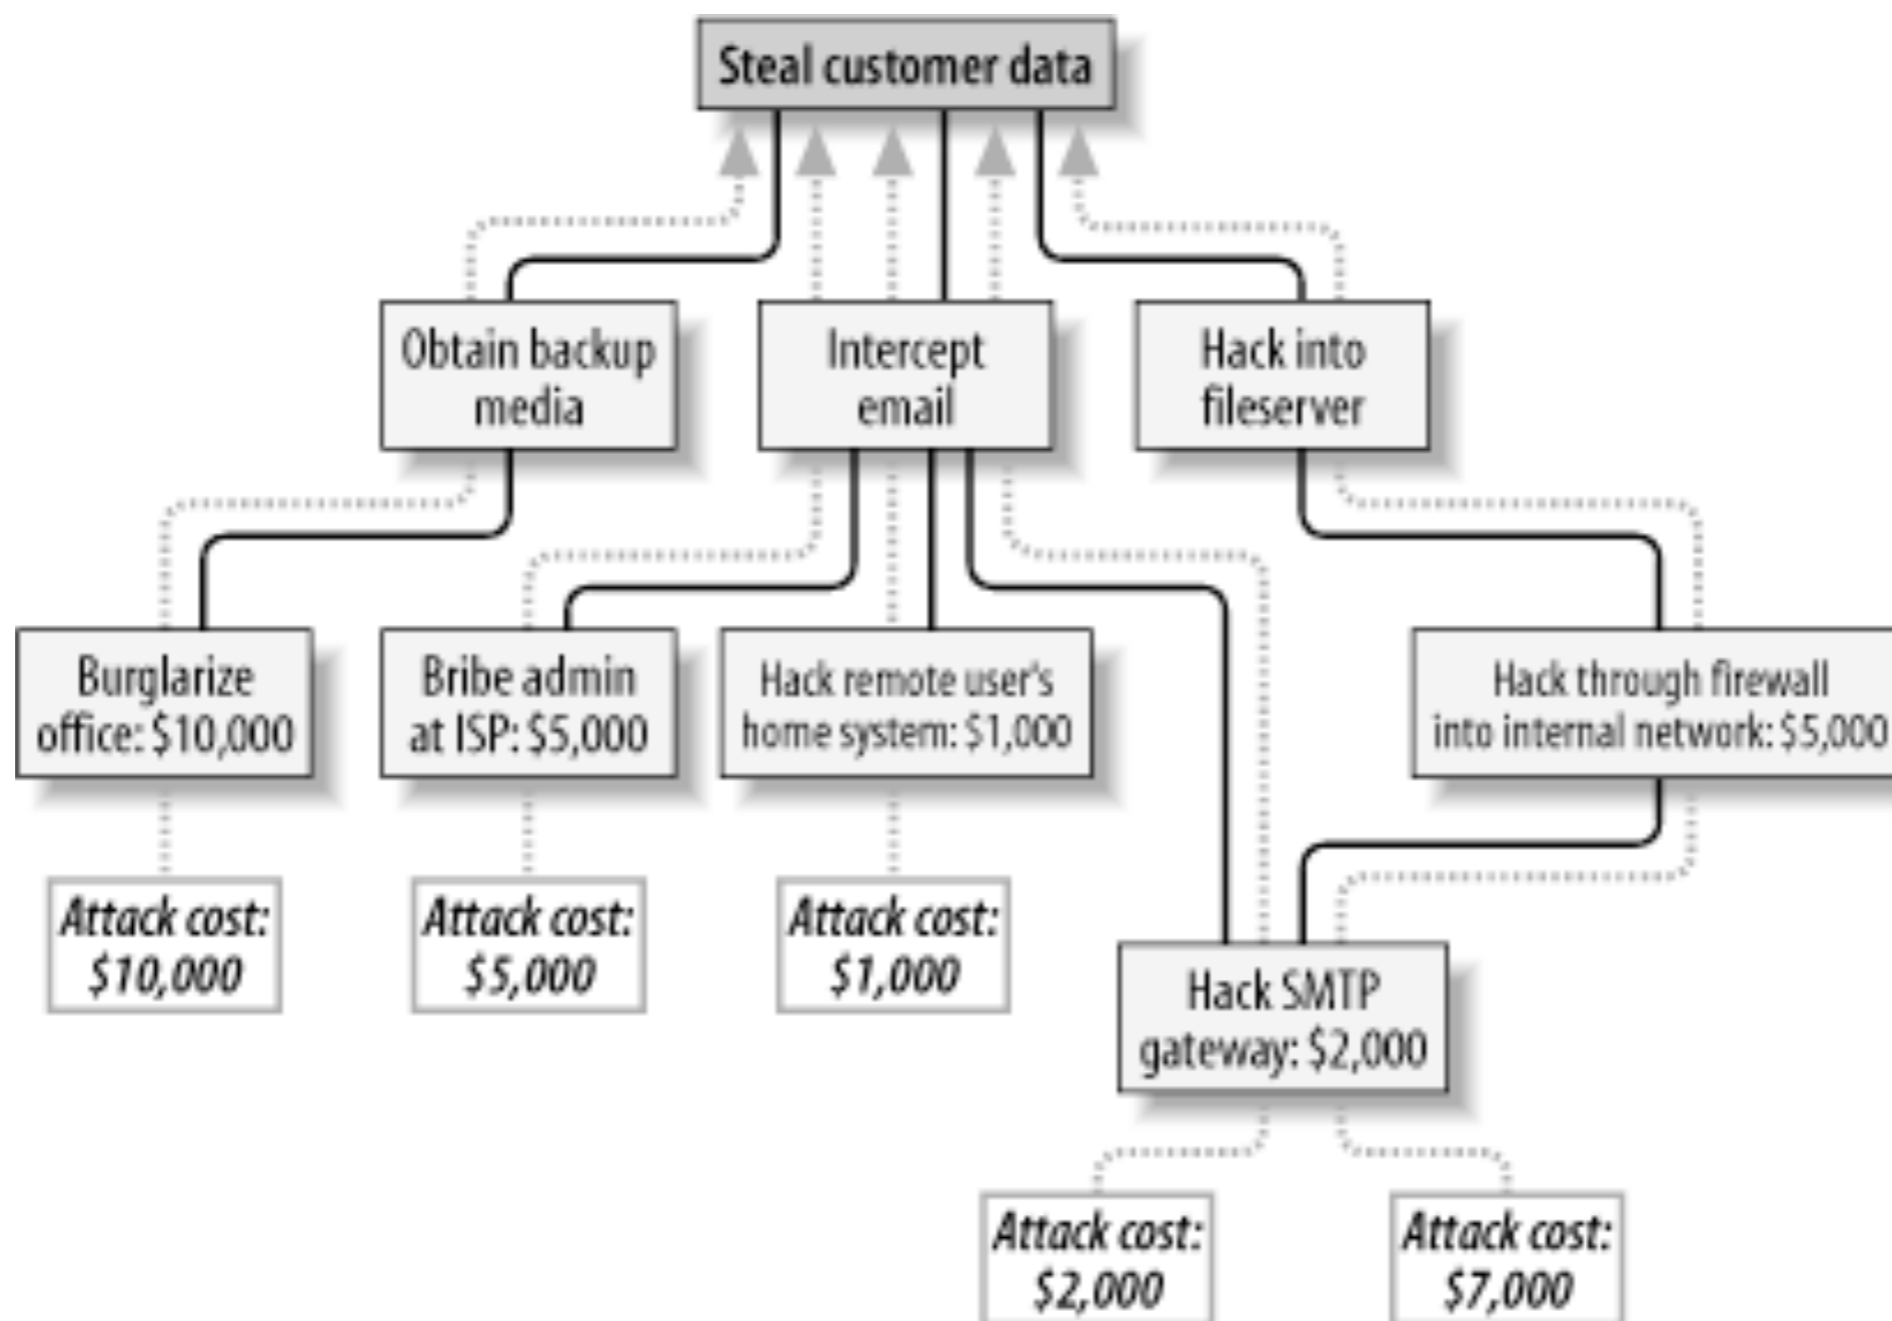 Steal customer data
Obtain backup
media
Intercept
email
Hack into
fileserver
Burglarize
office: $10,000
Bribe admin
at ISP: $5,000
Hack remote user's
home system: $1,000
Hack through firewall
into internal network: $5,000
Attack cost:
$10,000
Attack cost:
$5,000
Attack cost:
$1,000
Hack SMTP
gateway: $2,000
Attack cost:
$2,000
Attack cost:
$7,000